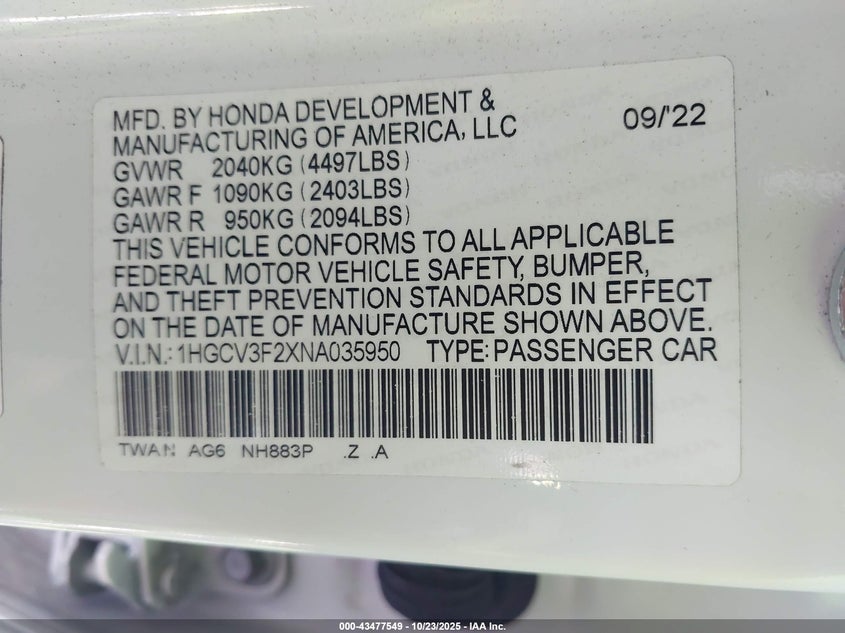 MFD. BY HONDA DEVELOPMENT &
MANUFACTURING OF AMERICA, LLC 09/'22
GVWR 2040KG (4497LBS)
GAWR F 1090KG (2403LBS)
GAWR R 950KG (2094LBS)
THIS VEHICLE CONFORMS TO ALL APPLICABLE
FEDERAL MOTOR VEHICLE SAFETY, BUMPER,
AND THEFT PREVENTION STANDARDS IN EFFECT
ON THE DATE OF MANUFACTURE SHOWN ABOVE.
V.I.N.: 1HGCV3F2XNA035950 TYPE: PASSENGER CAR
TWAN AG6 NH883P .Z .A
000-43477549 - 10/23/2025 - IAA Inc.